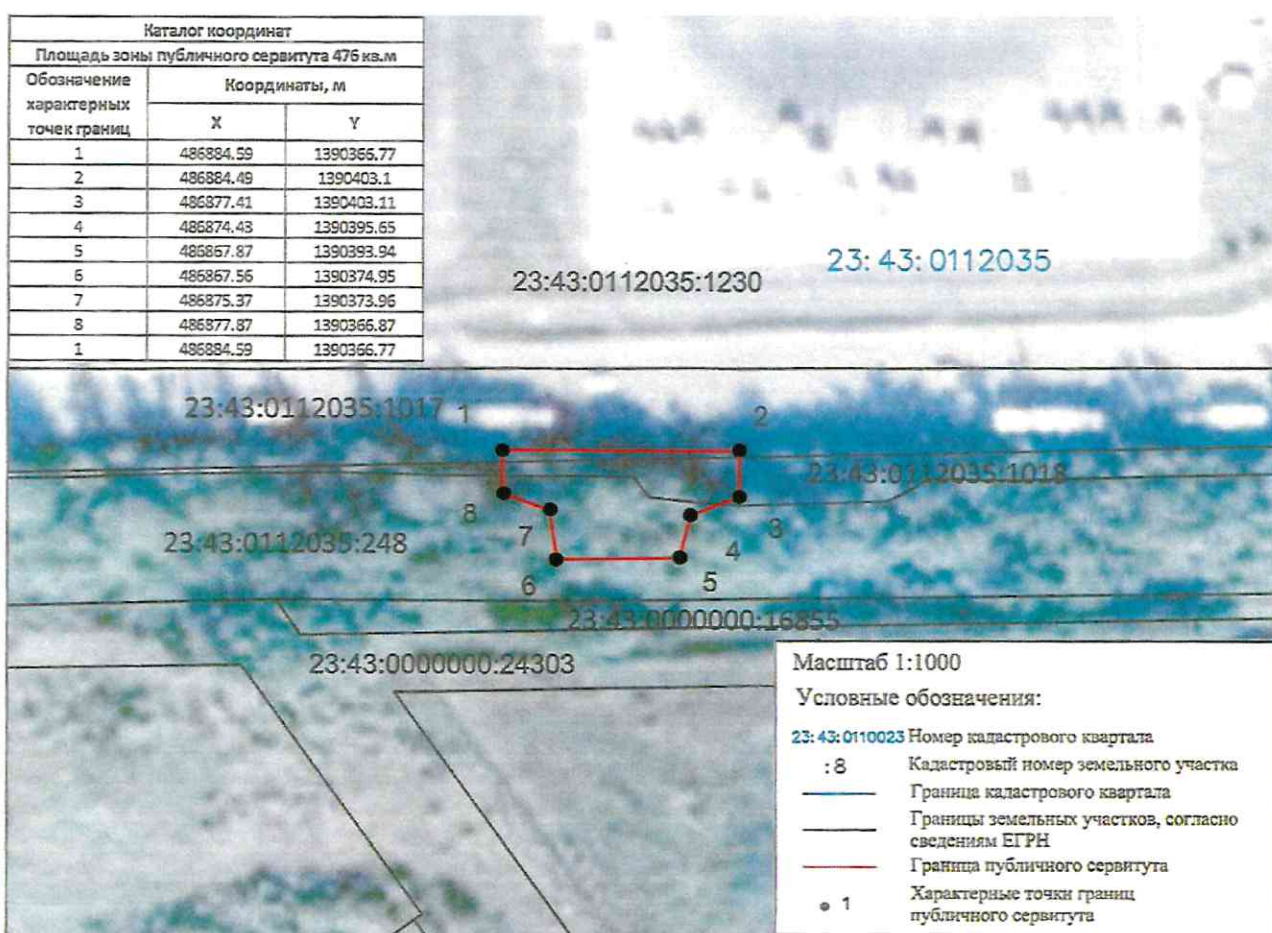 Каталог координат
Площадь зоны публичного сервитута 476 кв.м
Обозначение характерных точек границ
Координаты, м
X Y
1 486884.59 1390366.77
2 486884.49 1390403.1
3 486877.41 1390403.11
4 486874.43 1390395.65
5 486867.87 1390393.94
6 486867.56 1390374.95
7 486875.37 1390373.96
8 486877.87 1390366.87
1 486884.59 1390366.77
23:43:0112035
23:43:0112035:1230
23:43:0112035:1017 1 2
23:43:0112035:1018
8 7 3
23:43:0112035:248 4
6 5
23:43:0000000:16855
23:43:0000000:24303
Масштаб 1:1000
Условные обозначения:
23:43:0110023 Номер кадастрового квартала
:8 Кадастровый номер земельного участка
Граница кадастрового квартала
Границы земельных участков, согласно
сведениям ЕГРН
Граница публичного сервитута
1 Характерные точки границ
публичного сервитута